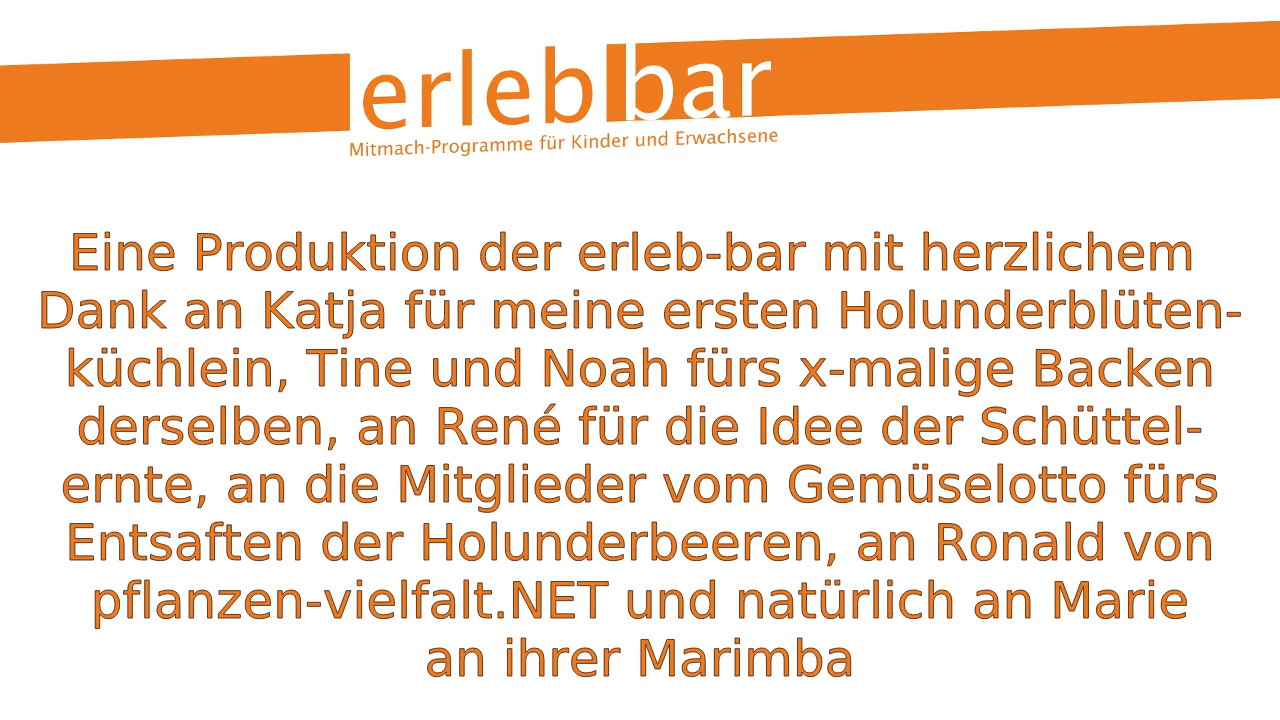 erleb bar
Mitmach-Programme für Kinder und Erwachsene
Eine Produktion der erleb-bar mit herzlichem
Dank an Katja für meine ersten Holunderblüten-
küchlein, Tine und Noah fürs x-malige Backen
derselben, an René für die Idee der Schüttel-
ernte, an die Mitglieder vom Gemüselotto fürs
Entsaften der Holunderbeeren, an Ronald von
pflanzen-vielfalt.NET und natürlich an Marie
an ihrer Marimba